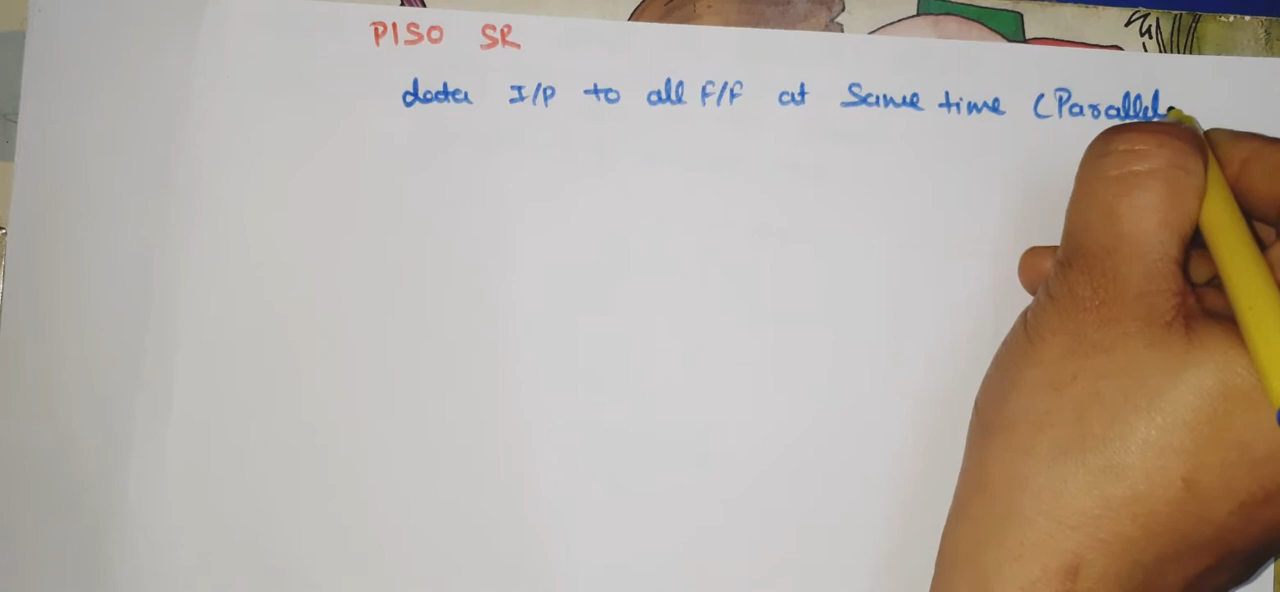 PISO SR
data I/P to all F/F at Same time (Parallel